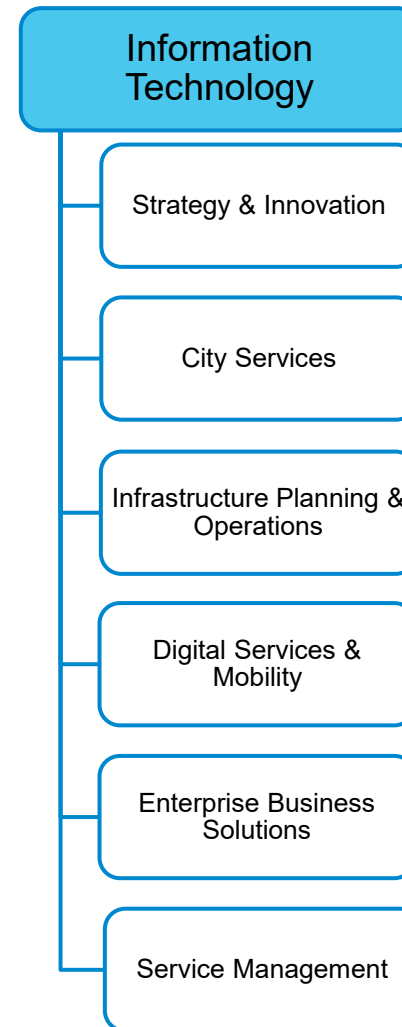 Information
Technology
Strategy & Innovation
City Services
Infrastructure Planning &
Operations
Digital Services &
Mobility
Enterprise Business
Solutions
Service Management